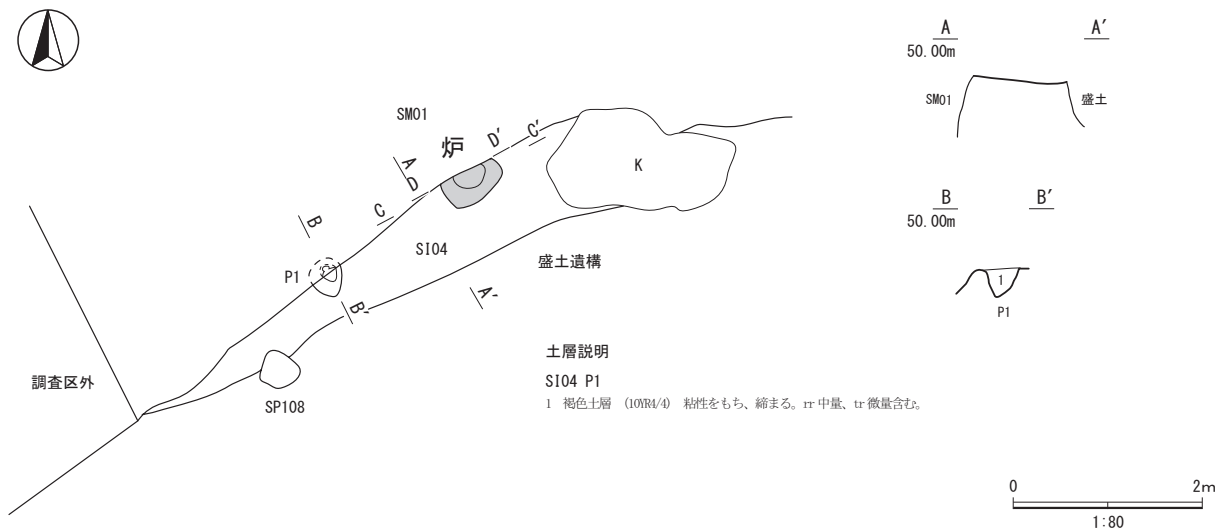 A A′
50.00m
SM01 盛土
SM01
炉 D′ C′
A
D
K
C
B
SI04
B B′
50.00m
盛土遺構
P1
1
A′
B′
P1
土層説明
調査区外
SI04 P1
SP108
1 褐色土層 (10YR4/4) 粘性をもち、締まる。rr 中量、tr 微量含む。
0 2m
1:80